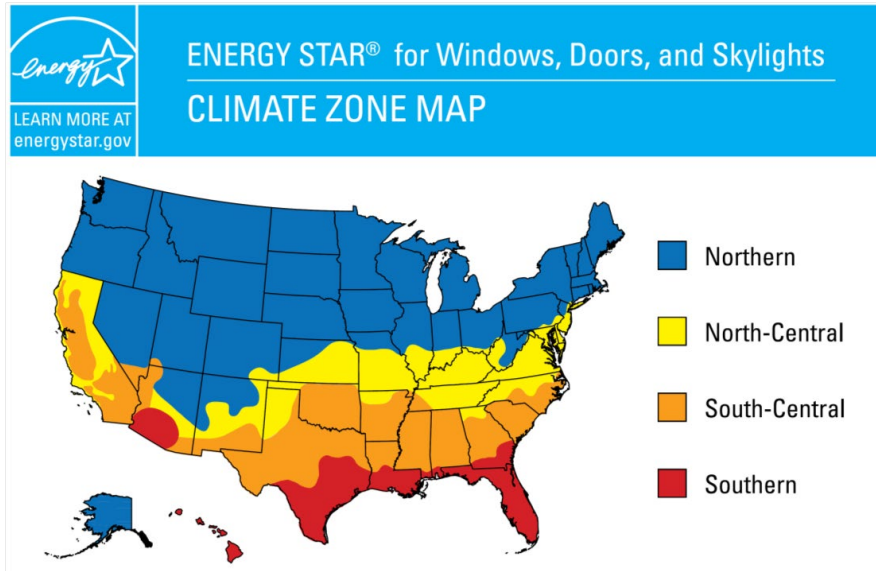 energy
LEARN MORE AT
energystar.gov
ENERGY STAR® for Windows, Doors, and Skylights
CLIMATE ZONE MAP
Northern
North-Central
South-Central
Southern